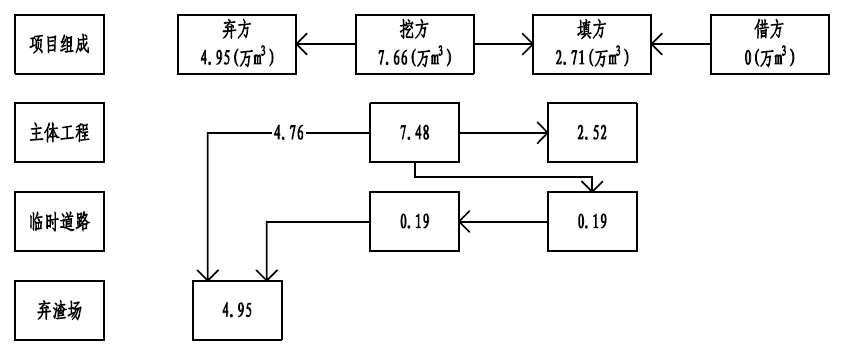 项目组成
弃方
4.95(万m³)
挖方
7.66(万m³)
填方
2.71(万m³)
借方
0(万m³)
主体工程
4.76
7.48
2.52
临时道路
0.19
0.19
弃渣场
4.95